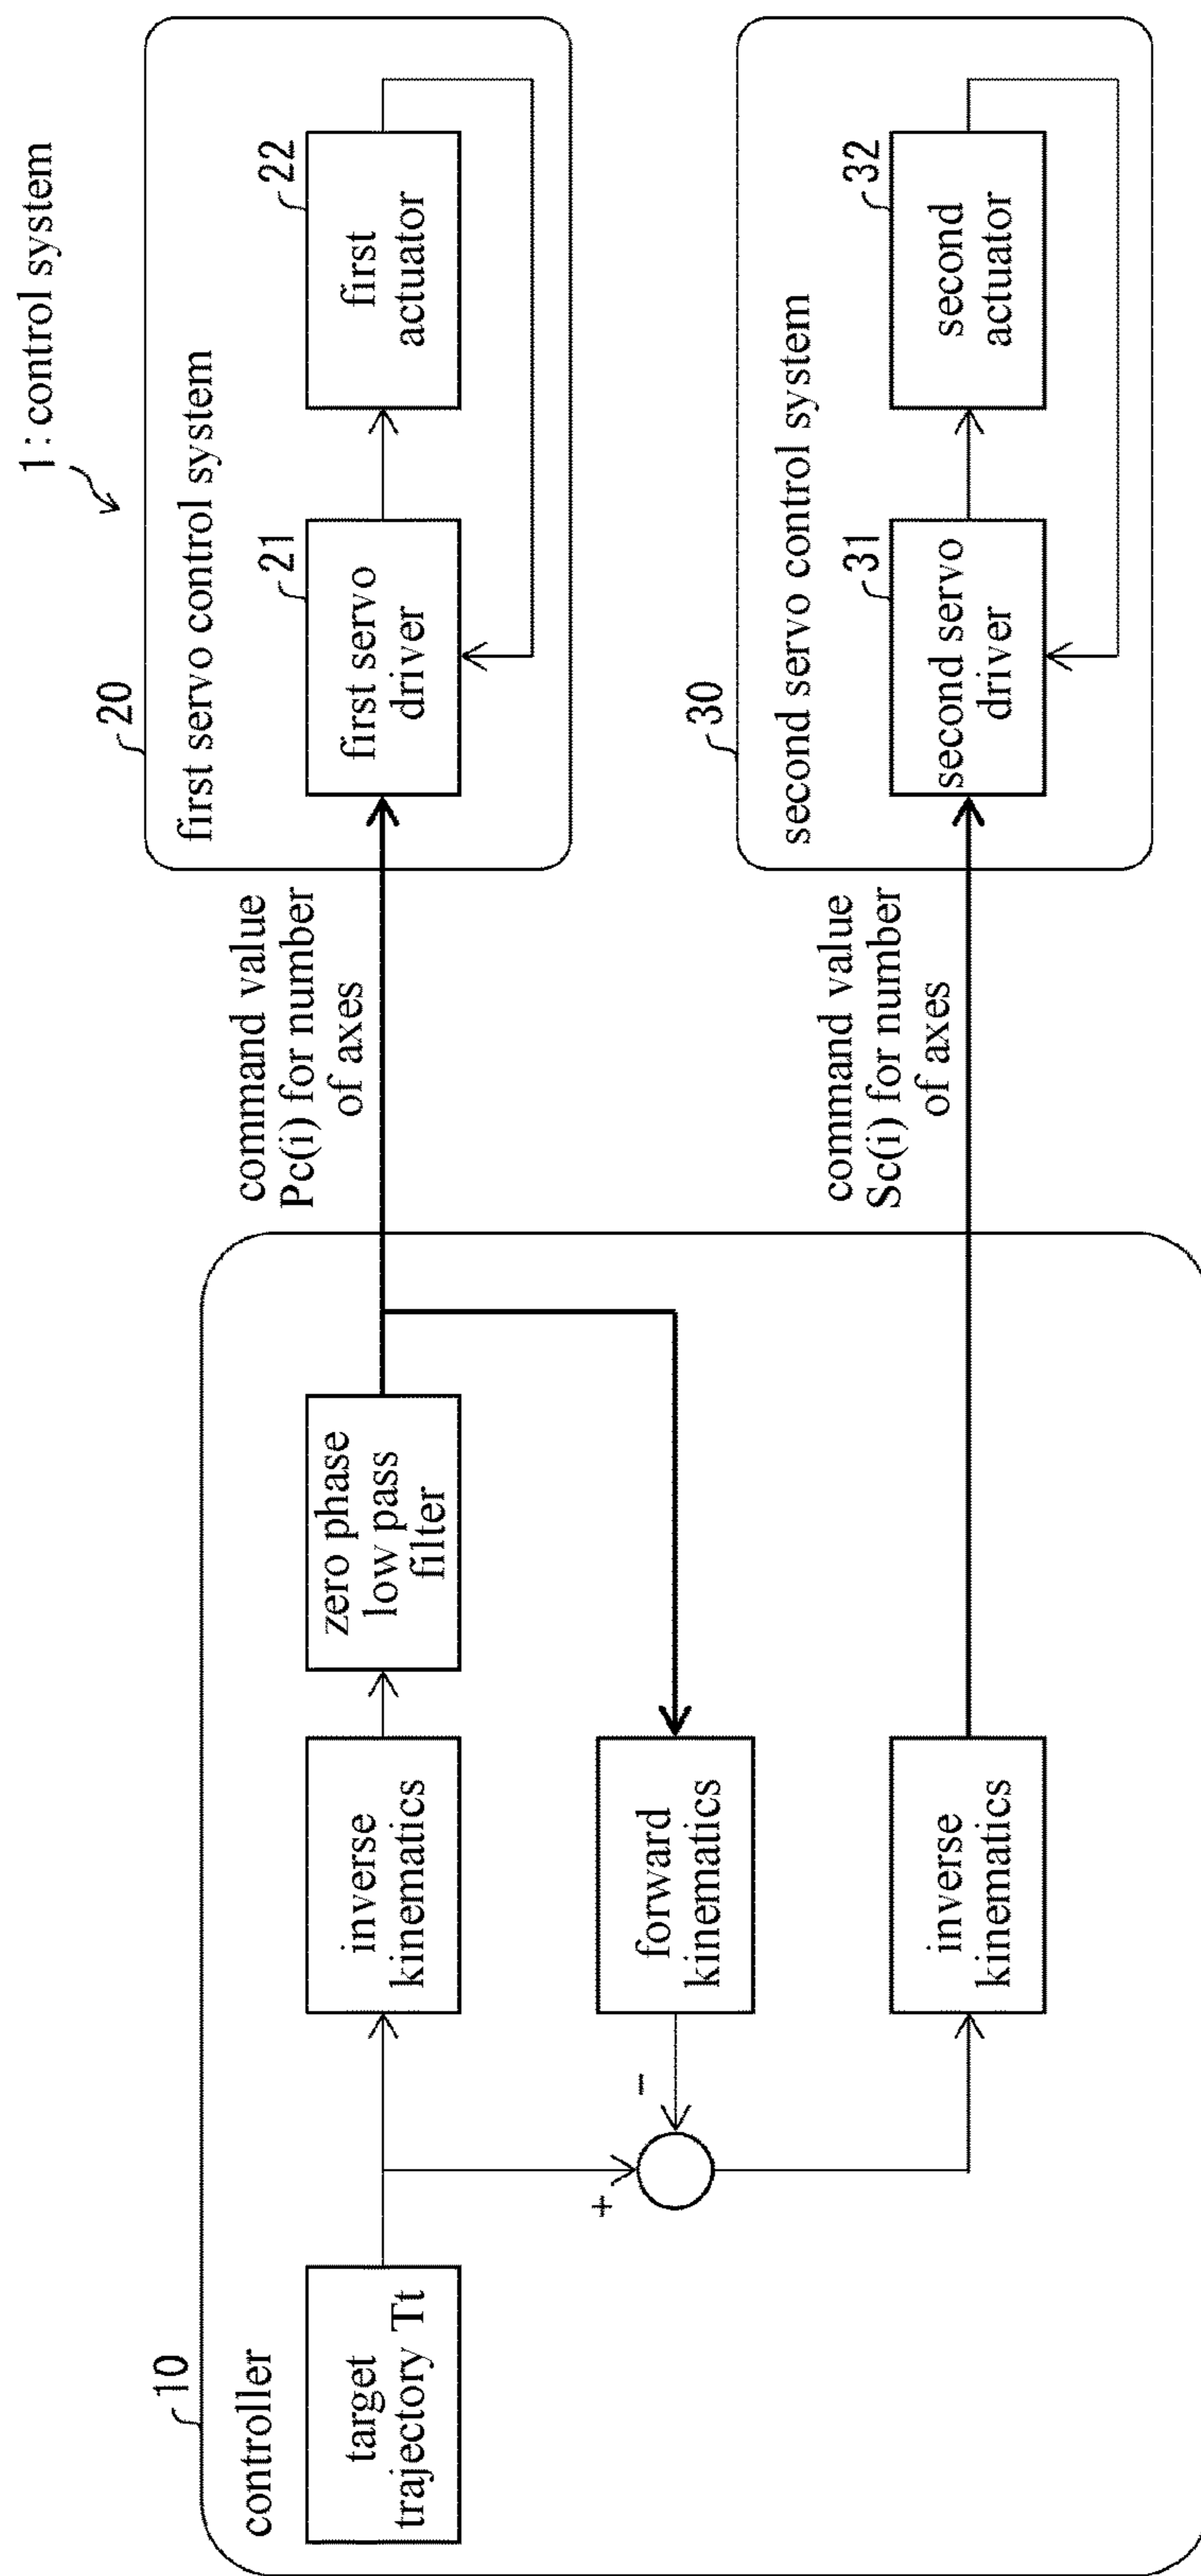 1: control system
10
controller
target
trajectory Tt
inverse
kinematics
zero phase
low pass
filter
+
−
forward
kinematics
inverse
kinematics
command value
Pc(i) for number
of axes
command value
Sc(i) for number
of axes
20
first servo control system
21
first servo
driver
22
first
actuator
30
second servo control system
31
second servo
driver
32
second
actuator